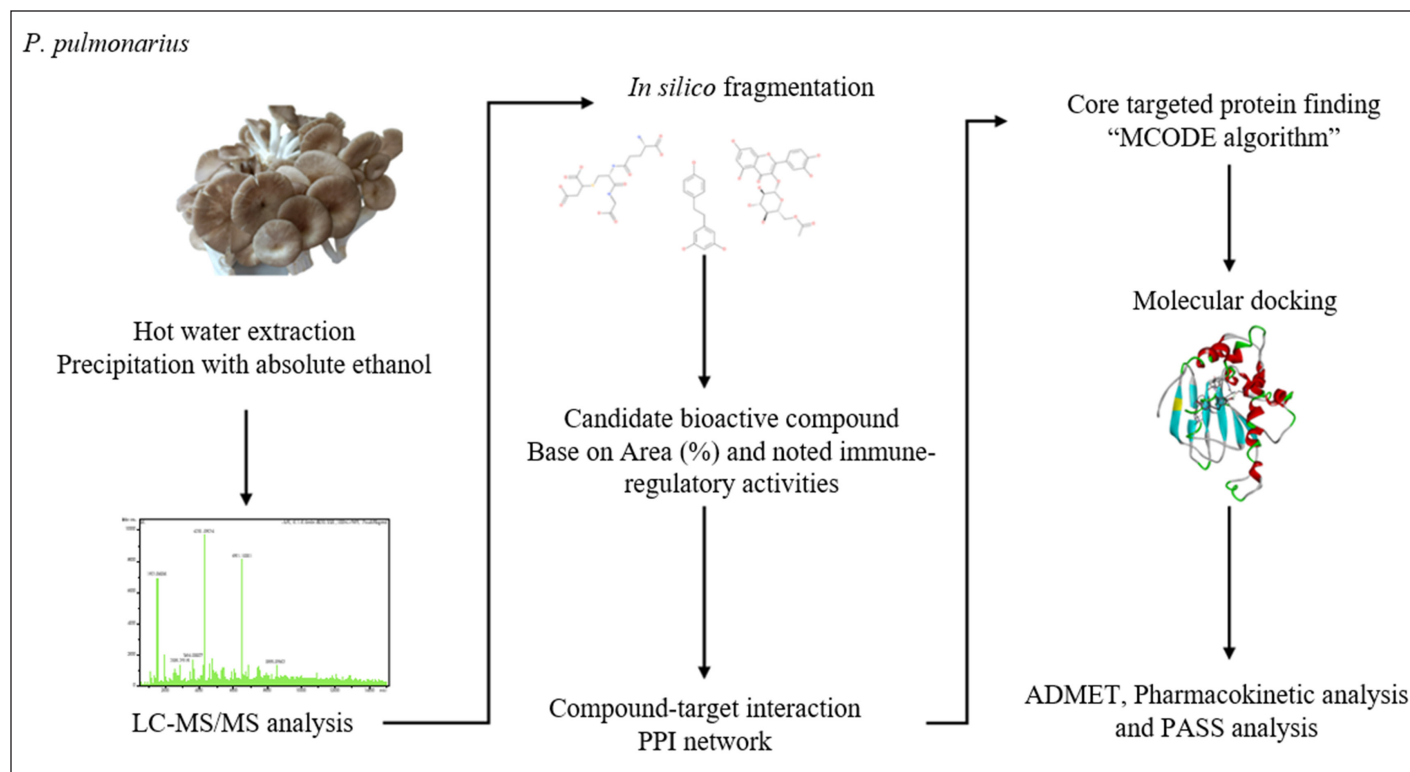 P. pulmonarius
Hot water extraction
Precipitation with absolute ethanol
LC-MS/MS analysis
In silico fragmentation
Candidate bioactive compound
Base on Area (%) and noted immune-
regulatory activities
Compound-target interaction
PPI network
Core targeted protein finding
“MCODE algorithm”
Molecular docking
ADMET, Pharmacokinetic analysis
and PASS analysis